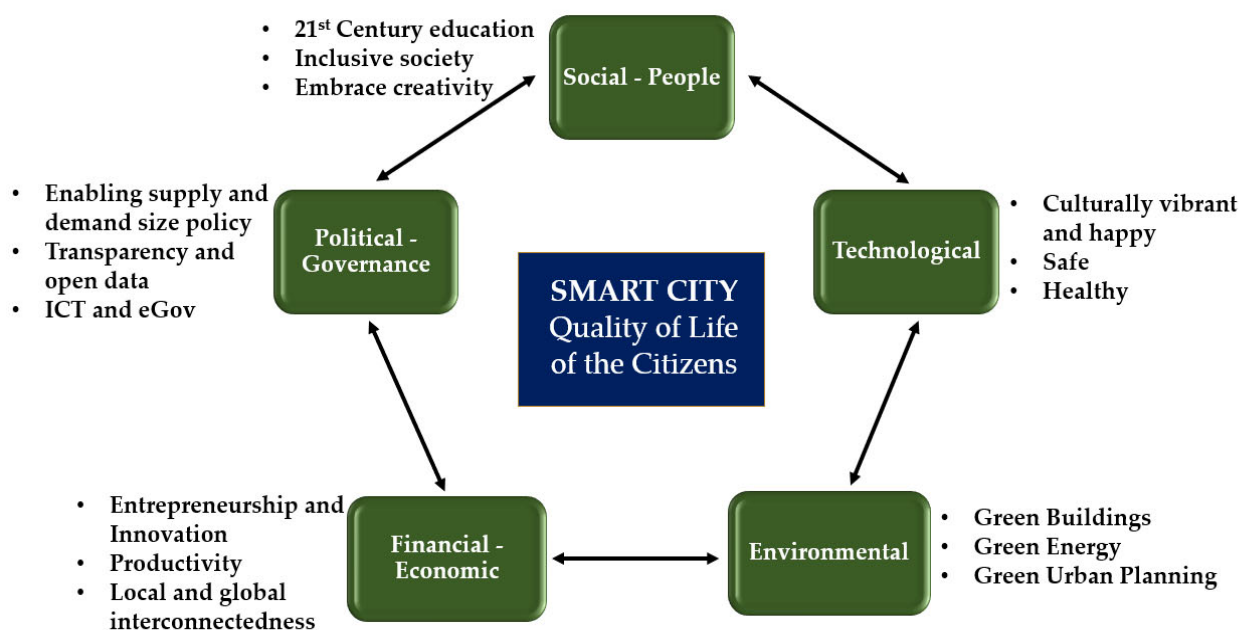 • 21st Century education
• Inclusive society
• Embrace creativity
Social - People
• Enabling supply and
demand size policy
• Transparency and
open data
• ICT and eGov
Political -
Governance
SMART CITY
Quality of Life
of the Citizens
Technological
• Culturally vibrant
and happy
• Safe
• Healthy
• Entrepreneurship and
Innovation
• Productivity
• Local and global
interconnectedness
Financial -
Economic
Environmental
• Green Buildings
• Green Energy
• Green Urban Planning